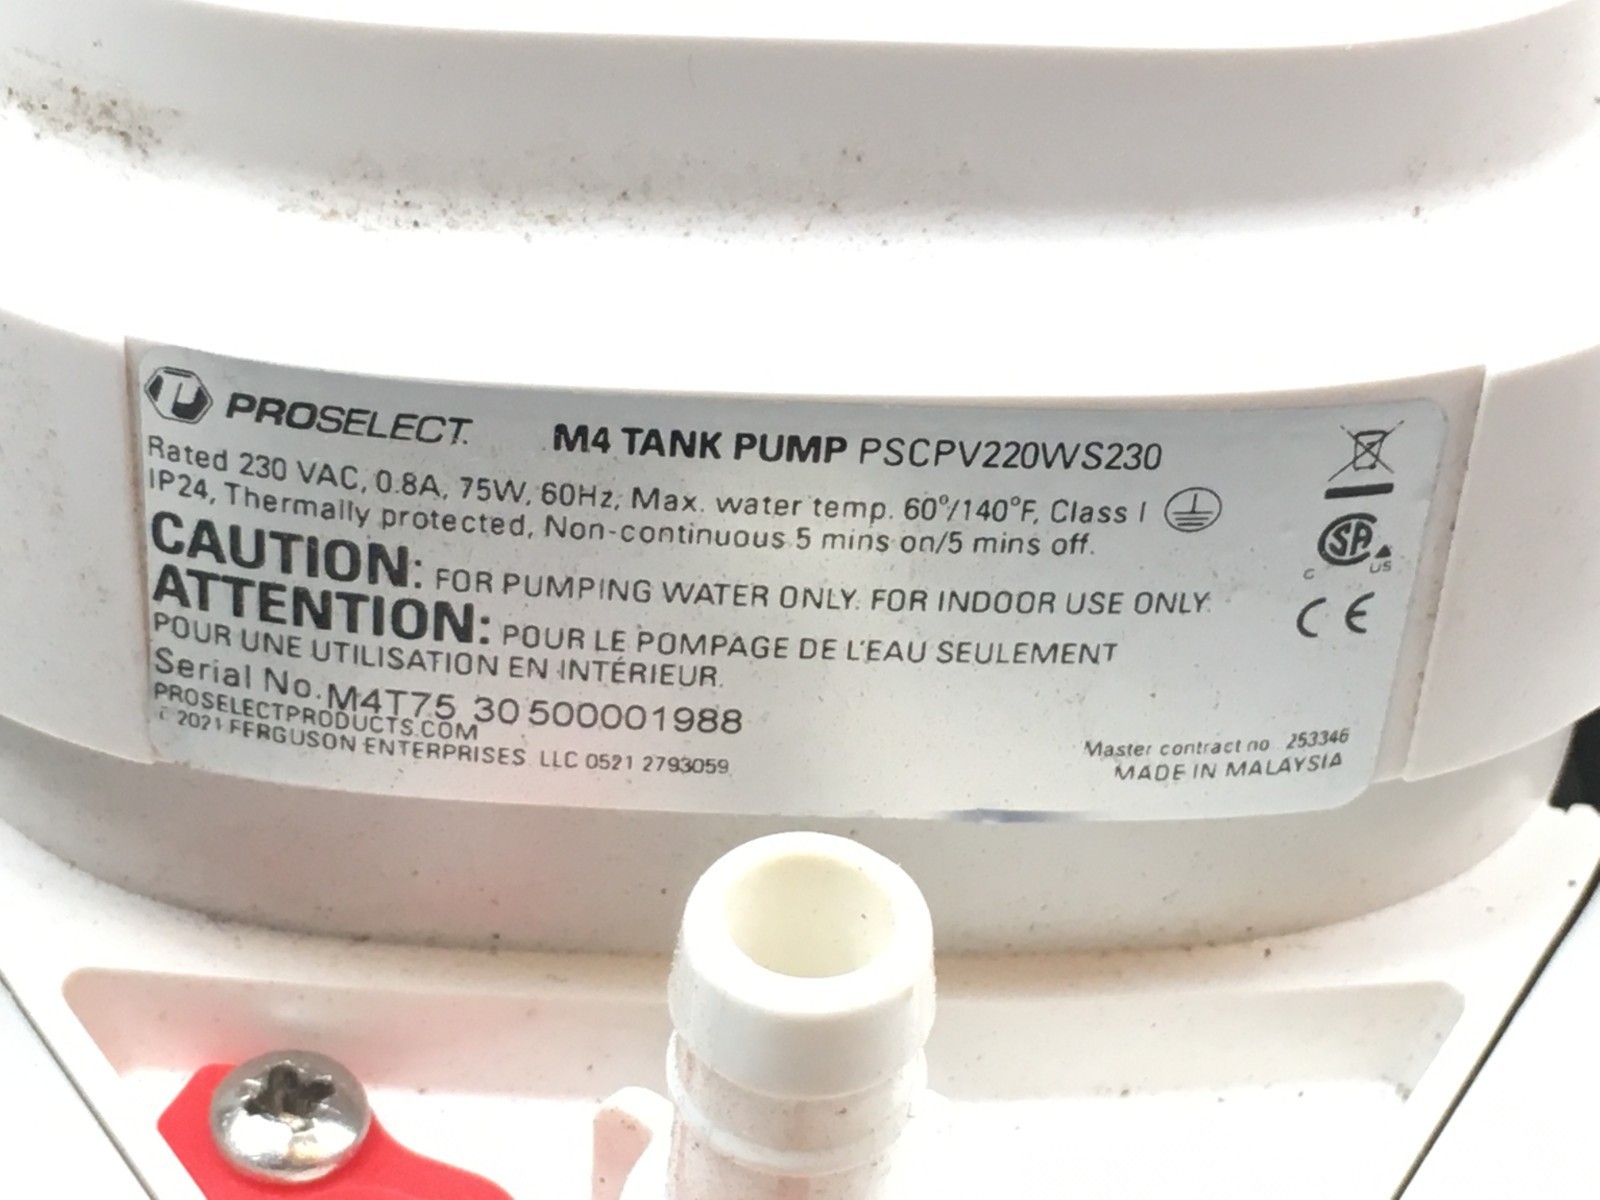 PROSELECT. M4 TANK PUMP PSCPV220WS230
Rated 230 VAC, 0.8A, 75W, 60Hz, Max. water temp. 60°/140°F, Class I
IP24, Thermally protected, Non-continuous 5 mins on/5 mins off.
CAUTION: FOR PUMPING WATER ONLY. FOR INDOOR USE ONLY.
ATTENTION: POUR LE POMPAGE DE L'EAU SEULEMENT
POUR UNE UTILISATION EN INTÉRIEUR.
Serial No. M4T75 30 500001988
PROSELECTPRODUCTS.COM
© 2021 FERGUSON ENTERPRISES LLC 0521 2793059
C SA US
CE
Master contract no 253346
MADE IN MALAYSIA